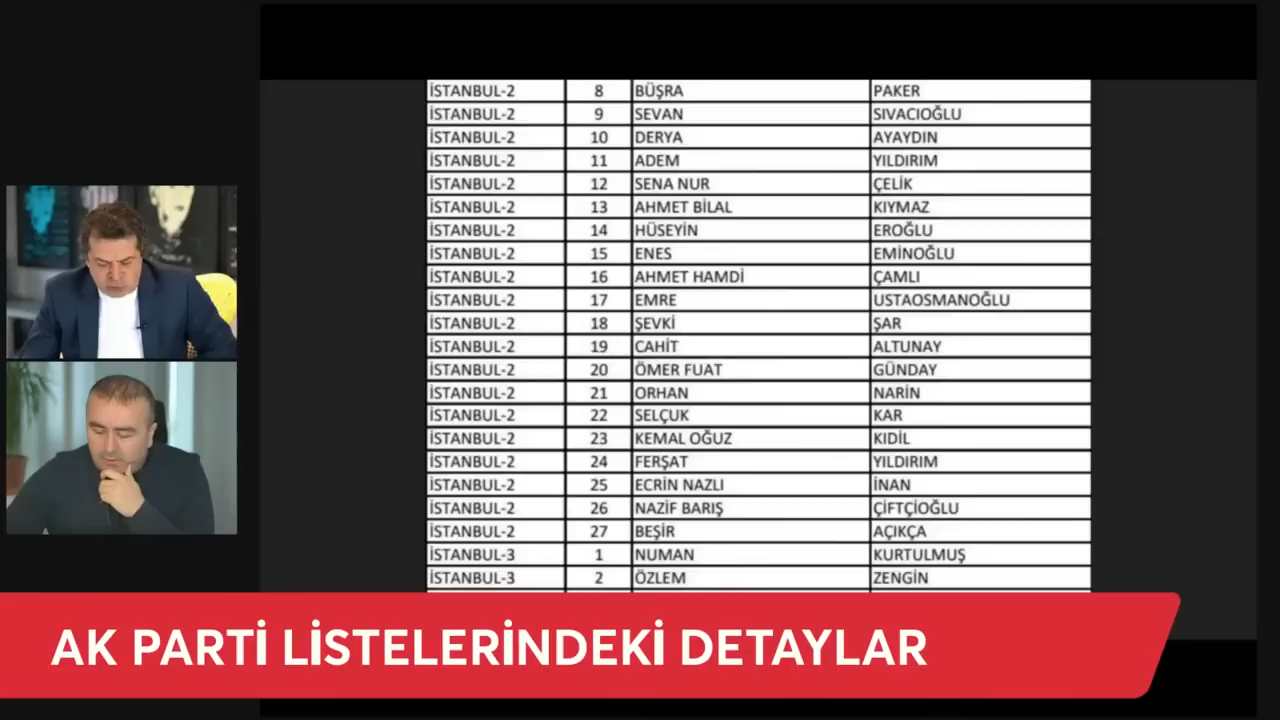 İSTANBUL-2 8 BÜŞRA PAKER
İSTANBUL-2 9 SEVAN SIVACIOĞLU
İSTANBUL-2 10 DERYA AYAYDIN
İSTANBUL-2 11 ADEM YILDIRIM
İSTANBUL-2 12 SENA NUR ÇELİK
İSTANBUL-2 13 AHMET BİLAL KIYMAZ
İSTANBUL-2 14 HÜSEYİN EROĞLU
İSTANBUL-2 15 ENES EMİNOĞLU
İSTANBUL-2 16 AHMET HAMDİ ÇAMLI
İSTANBUL-2 17 EMRE USTAOSMANOĞLU
İSTANBUL-2 18 ŞEVKİ ŞAR
İSTANBUL-2 19 CAHİT ALTUNAY
İSTANBUL-2 20 ÖMER FUAT GÜNDAY
İSTANBUL-2 21 ORHAN NARİN
İSTANBUL-2 22 SELÇUK KAR
İSTANBUL-2 23 KEMAL OĞUZ KIDİL
İSTANBUL-2 24 FERŞAT YILDIRIM
İSTANBUL-2 25 ECRİN NAZLI İNAN
İSTANBUL-2 26 NAZİF BARIŞ ÇİFTÇİOĞLU
İSTANBUL-2 27 BEŞİR AÇIKÇA
İSTANBUL-3 1 NUMAN KURTULMUŞ
İSTANBUL-3 2 ÖZLEM ZENGİN
AK PARTİ LİSTELERİNDEKİ DETAYLAR